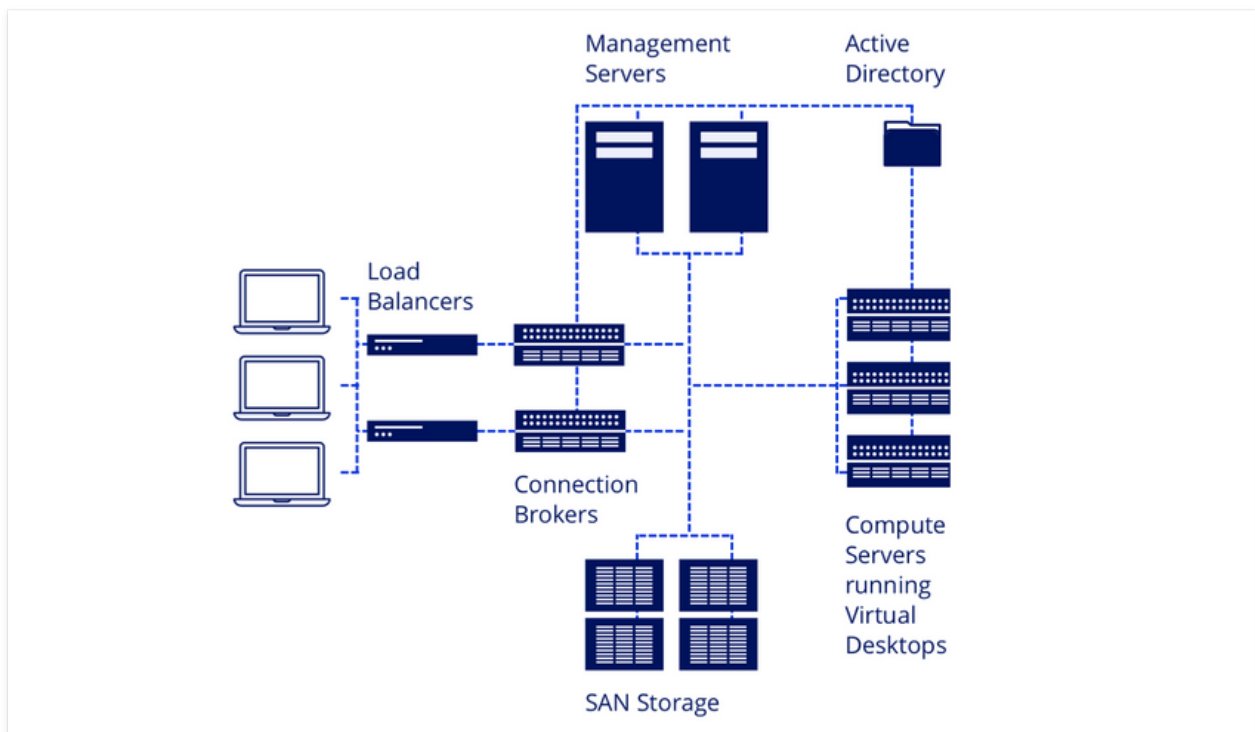 Management
Servers
Active
Directory
Load
Balancers
Connection
Brokers
Compute
Servers
running
Virtual
Desktops
SAN Storage